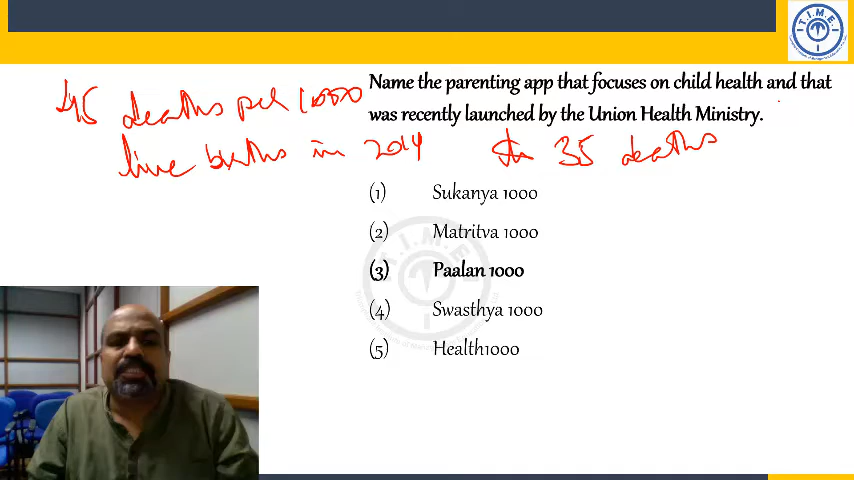 T.I.M.E.
Name the parenting app that focuses on child health and that
was recently launched by the Union Health Ministry.
45 deaths per 1000
live births in 2014 35 deaths
(1) Sukanya 1000
(2) Matritva 1000
(3) Paalan 1000
(4) Swasthya 1000
(5) Health1000